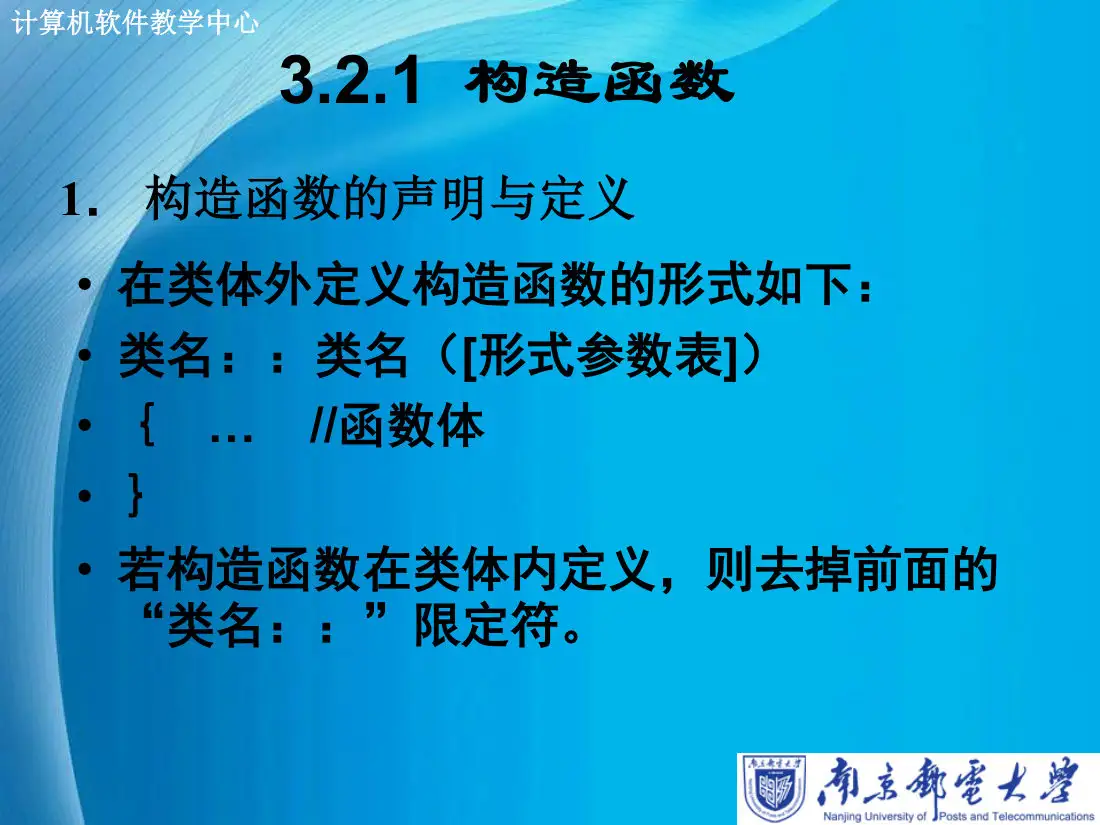 计算机软件教学中心
3.2.1 构造函数
1. 构造函数的声明与定义
• 在类体外定义构造函数的形式如下：
• 类名：：类名（[形式参数表]）
• ｛ … //函数体
• ｝
• 若构造函数在类体内定义，则去掉前面的
“类名：：”限定符。
南京郵電大學
Nanjing University of Posts and Telecommunications